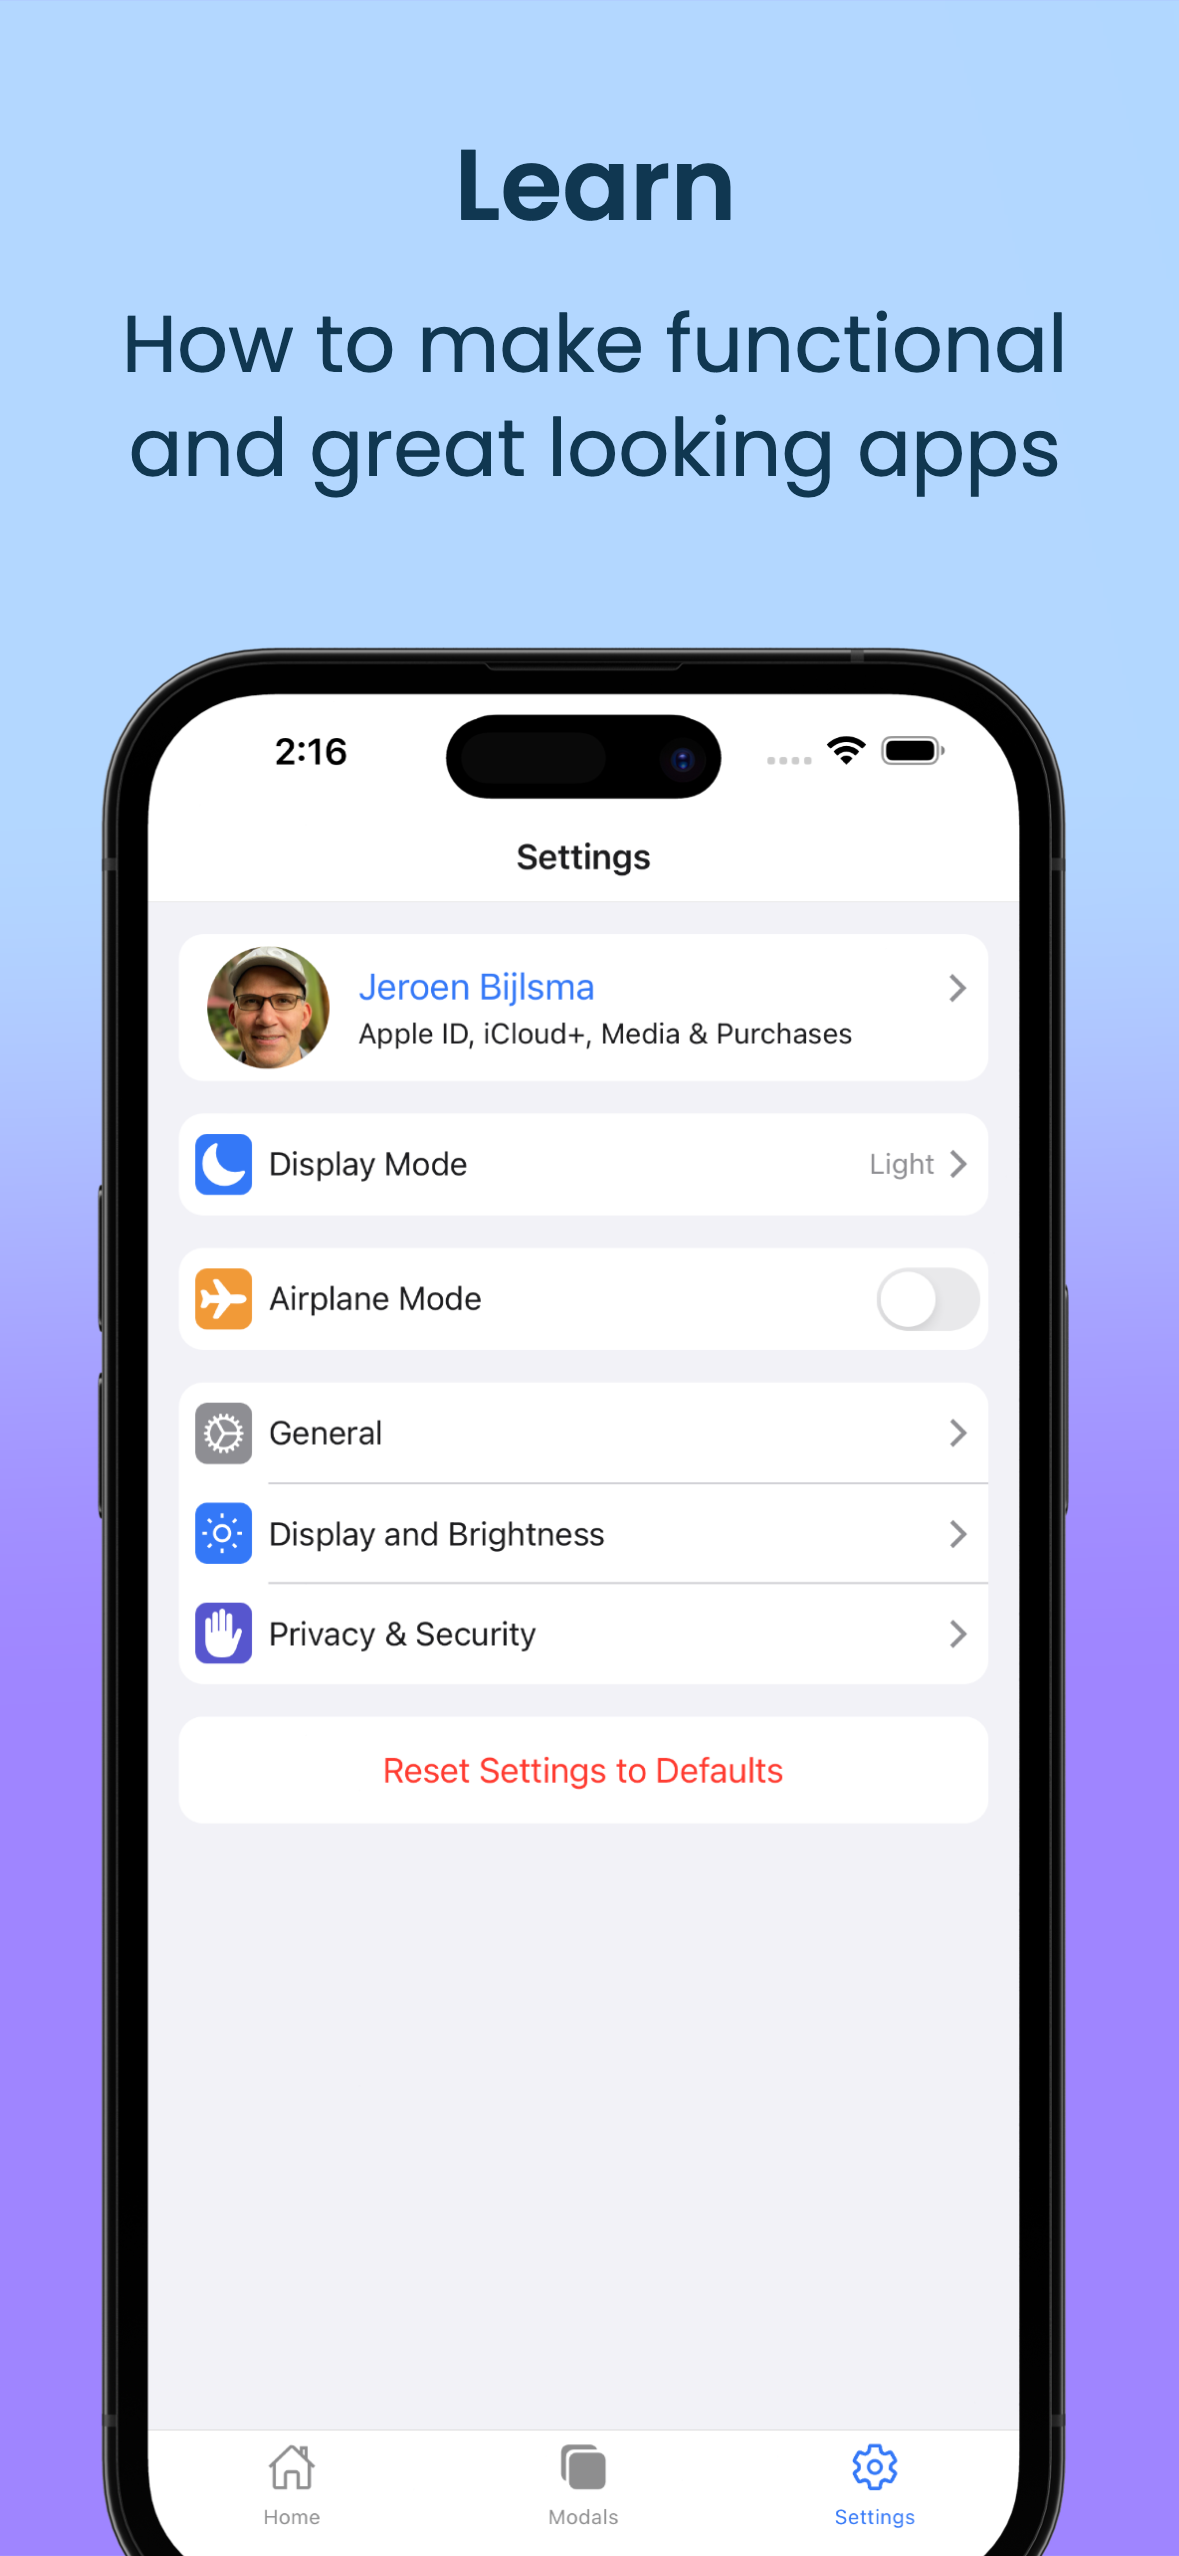 Learn
How to make functional
and great looking apps
2:16
Settings
Jeroen Bijlsma
Apple ID, iCloud+, Media & Purchases
Display Mode
Light
Airplane Mode
General
Display and Brightness
Privacy & Security
Reset Settings to Defaults
Home
Modals
Settings